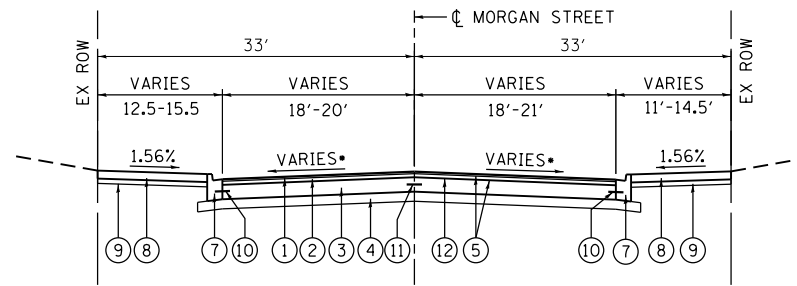 ℄ MORGAN STREET
33' 33'
EX ROW EX ROW
VARIES VARIES VARIES VARIES
12.5-15.5 18'-20' 18'-21' 11'-14.5'
1.56% VARIES* VARIES* 1.56%
9 8 7 10 1 2 3 4 11 12 5 10 7 8 9